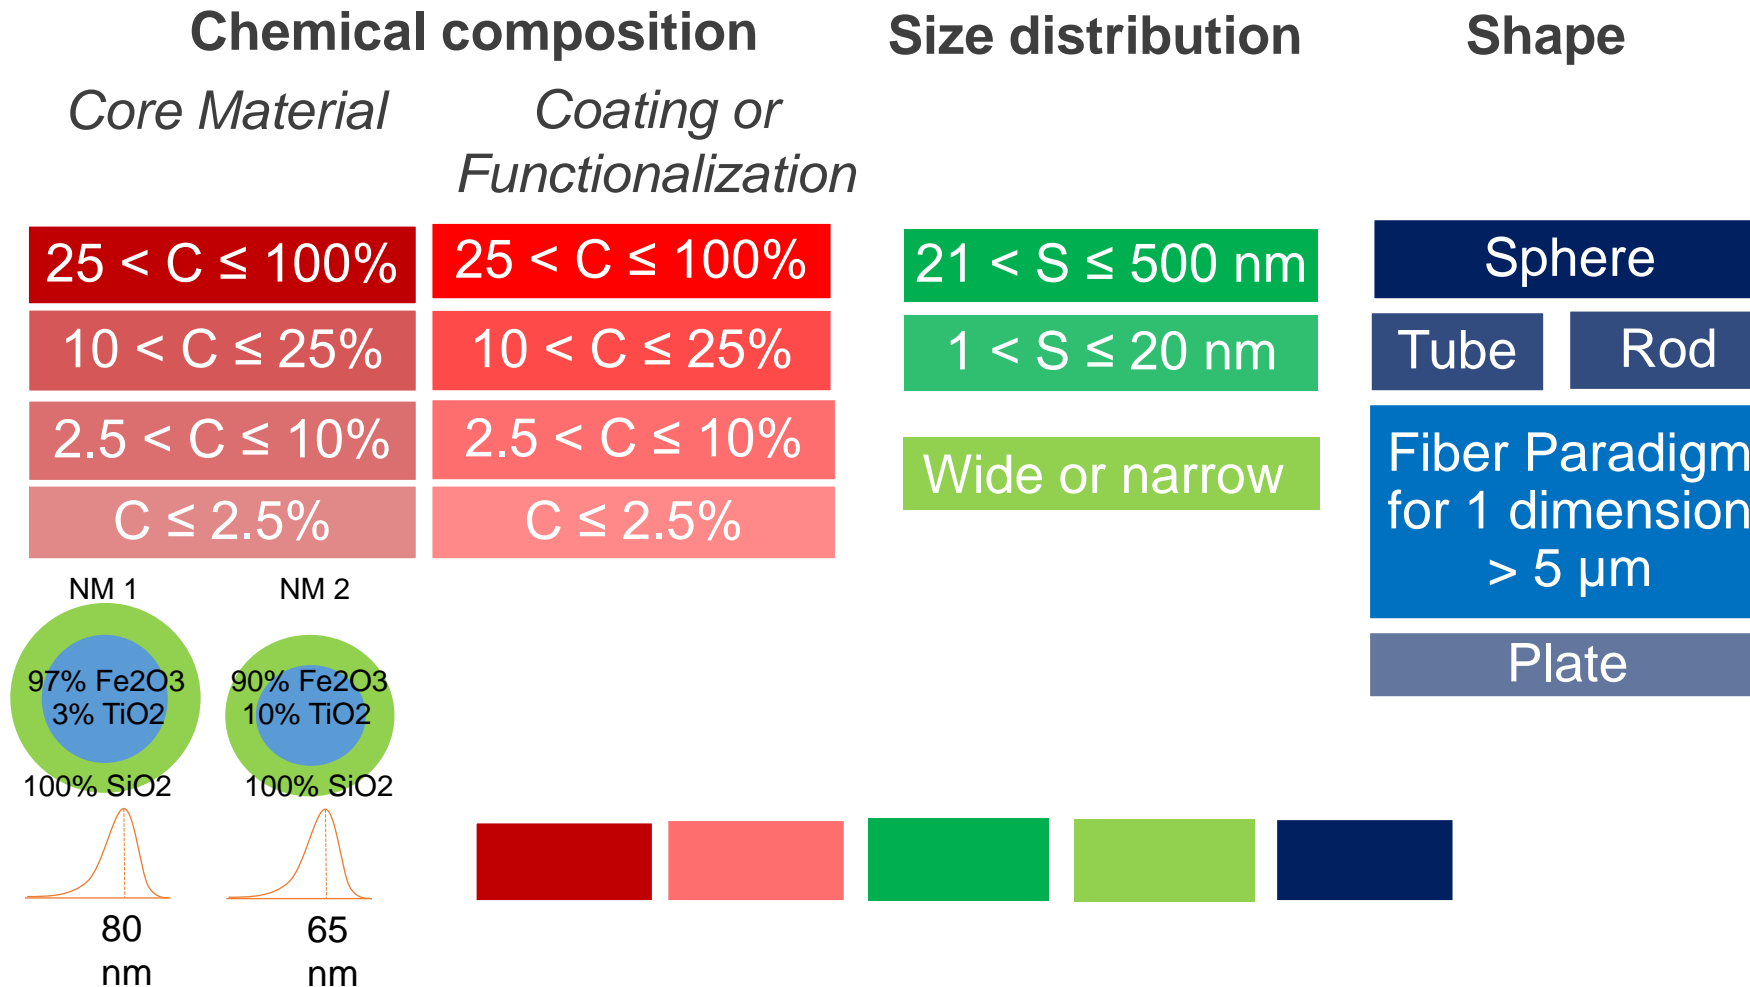 Chemical composition
Size distribution
Shape
Core Material
Coating or
Functionalization
25 < C ≤ 100%
25 < C ≤ 100%
21 < S ≤ 500 nm
Sphere
10 < C ≤ 25%
10 < C ≤ 25%
1 < S ≤ 20 nm
Tube
Rod
2.5 < C ≤ 10%
2.5 < C ≤ 10%
Wide or narrow
Fiber Paradigm
for 1 dimension
> 5 μm
C ≤ 2.5%
C ≤ 2.5%
Plate
NM 1
NM 2
97% Fe2O3
3% TiO2
90% Fe2O3
10% TiO2
100% SiO2
100% SiO2
80
nm
65
nm